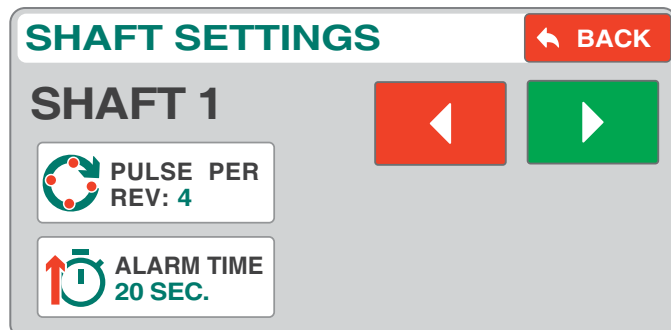 SHAFT SETTINGS
BACK
SHAFT 1
PULSE PER
REV: 4
ALARM TIME
20 SEC.